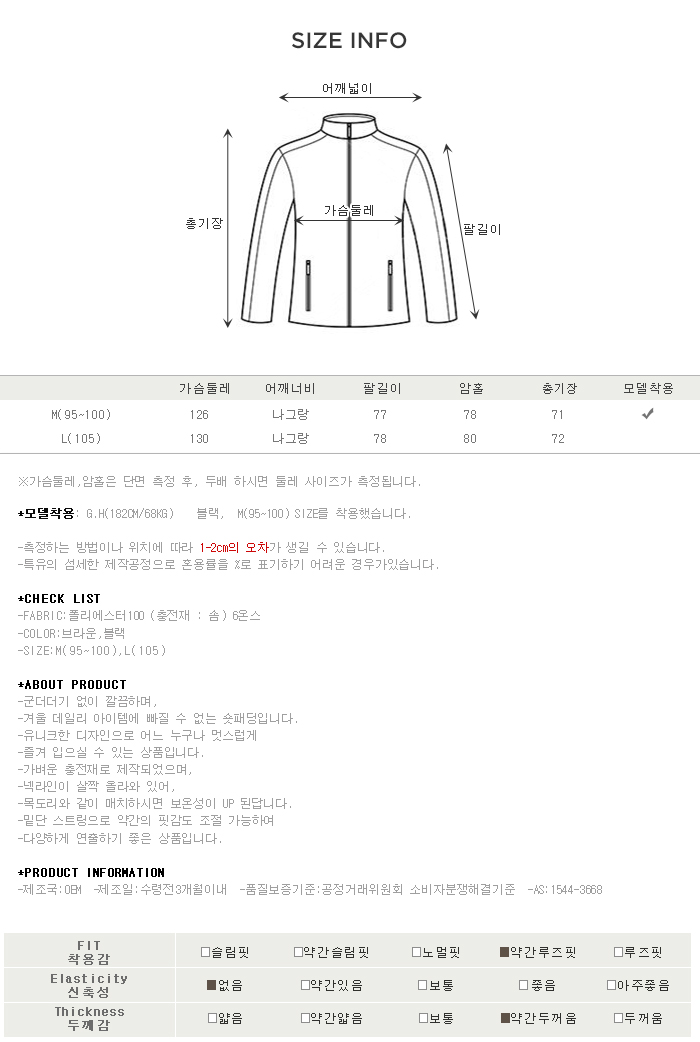 SIZE INFO
어깨넓이
가슴둘레
총기장
팔길이
가슴둘레 어깨너비 팔길이 암홀 총기장 모델착용
M(95~100) 126 나그랑 77 78 71 ✔
L(105) 130 나그랑 78 80 72
※가슴둘레,암홀은 단면 측정 후, 두배 하시면 둘레 사이즈가 측정됩니다.
*모델착용: G.H(182CM/68KG) 블랙, M(95~100)SIZE를 착용했습니다.
-측정하는 방법이나 위치에 따라 1-2cm의 오차가 생길 수 있습니다.
-특유의 섬세한 제작공정으로 혼용률을 %로 표기하기 어려운 경우가있습니다.
*CHECK LIST
-FABRIC:폴리에스터100 (충전재 : 솜) 6온스
-COLOR:브라운,블랙
-SIZE:M(95~100),L(105)
*ABOUT PRODUCT
-군더더기 없이 깔끔하며,
-겨울 데일리 아이템에 빠질 수 없는 숏패딩입니다.
-유니크한 디자인으로 어느 누구나 멋스럽게
-즐겨 입으실 수 있는 상품입니다.
-가벼운 충전재로 제작되었으며,
-넥라인이 살짝 올라와 있어,
-목도리와 같이 매치하시면 보온성이 UP 된답니다.
-밑단 스트링으로 약간의 핏감도 조절 가능하여
-다양하게 연출하기 좋은 상품입니다.
*PRODUCT INFORMATION
-제조국:OEM -제조일:수령전3개월이내 -품질보증기준:공정거래위원회 소비자분쟁해결기준 -AS:1544-3668
FIT
착용감 □슬림핏 □약간슬림핏 □노멀핏 ■약간루즈핏 □루즈핏
Elasticity
신축성 ■없음 □약간있음 □보통 □좋음 □아주좋음
Thickness
두께감 □얇음 □약간얇음 □보통 ■약간두꺼움 □두꺼움